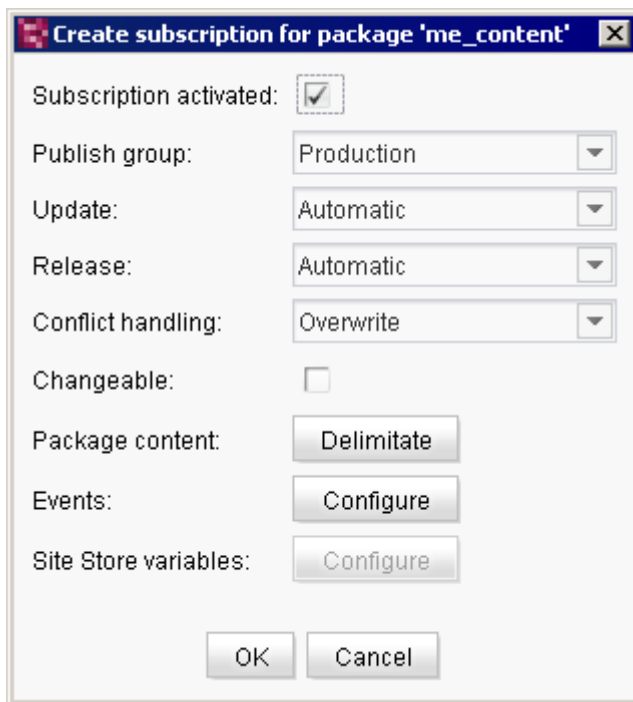 Create subscription for package 'me_content'
Subscription activated:
Publish group: Production
Update: Automatic
Release: Automatic
Conflict handling: Overwrite
Changeable:
Package content: Delimitate
Events: Configure
Site Store variables: Configure
OK Cancel